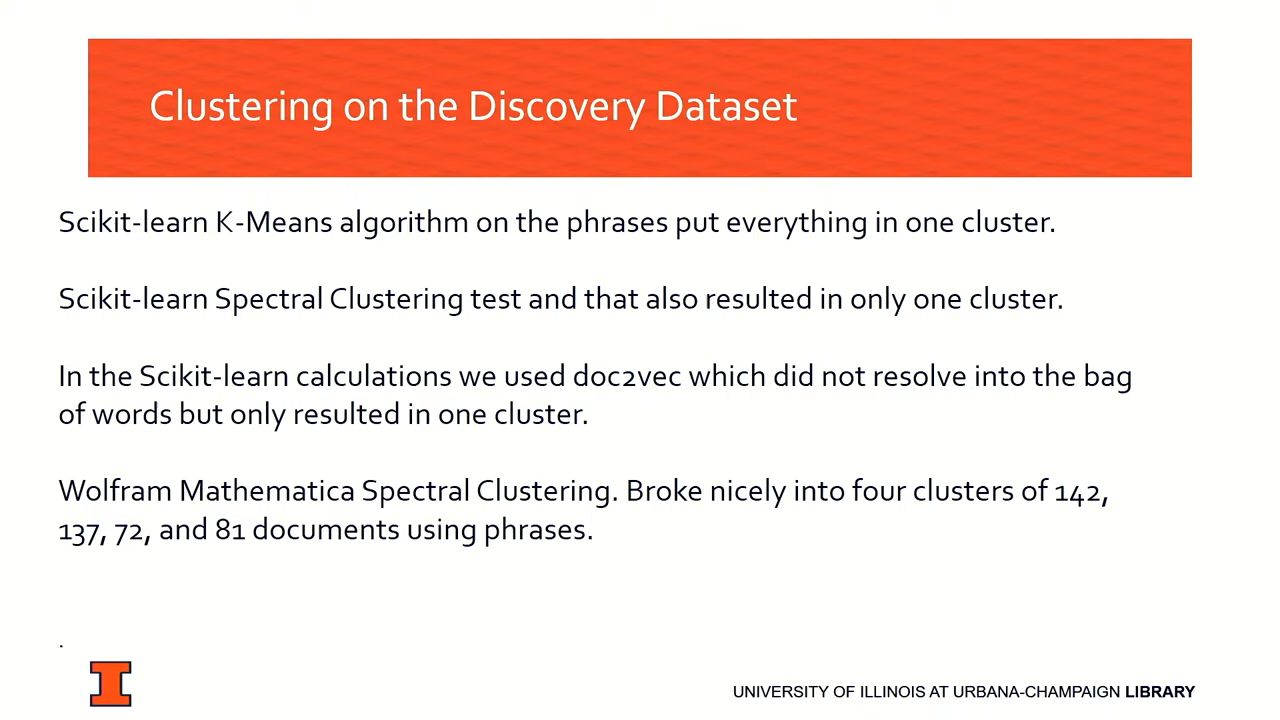 Clustering on the Discovery Dataset
Scikit-learn K-Means algorithm on the phrases put everything in one cluster.
Scikit-learn Spectral Clustering test and that also resulted in only one cluster.
In the Scikit-learn calculations we used doc2vec which did not resolve into the bag
of words but only resulted in one cluster.
Wolfram Mathematica Spectral Clustering. Broke nicely into four clusters of 142,
137, 72, and 81 documents using phrases.
.
I
UNIVERSITY OF ILLINOIS AT URBANA-CHAMPAIGN LIBRARY